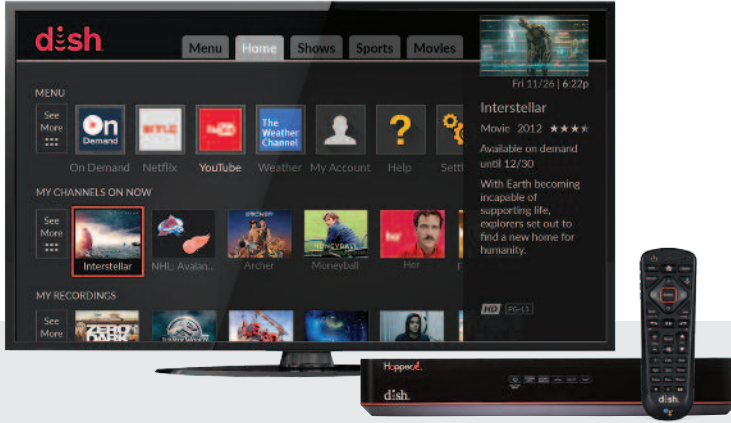 dish
Menu
Home
Shows
Sports
Movies
Fri 11/26 | 6:22p
MENU
See
More
On
Demand
The
Weather
Channel
?
On Demand
Netflix
YouTube
Weather
My Account
Help
Setti
Interstellar
Movie 2012
Available on demand
until 12/30
With Earth becoming
incapable of
supporting life,
explorers set out to
find a new home for
humanity.
HD
PG-13
MY CHANNELS ON NOW
See
More
ARCHER
MONEYBALL
her
Interstellar
NHL: Avalan...
Archer
Moneyball
Her
MY RECORDINGS
See
More
ZERO
DARK
Hopper
dish
dish